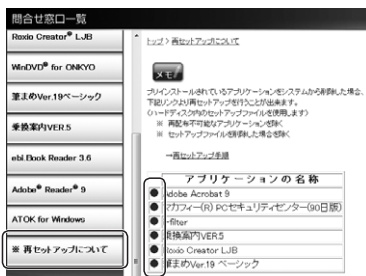 問合せ窓口一覧
Roxio Creator® LJB
WinDVD® for ONKYO
筆まめVer.19ベーシック
乗換案内VER.5
ebi.Book Reader 3.6
Adobe® Reader® 9
ATOK for Windows
※ 再セットアップについて
トップ > 再セットアップについて
メモ!
プリインストールされているアプリケーションをシステムから削除した場合、
下記リンクより再セットアップを行うことが出来ます。
(ハードディスク内のセットアップファイルを使用します)
※ 再配布不可能なアプリケーションを除く
※ セットアップファイルを削除した場合を除く
→再セットアップ手順
アプリケーションの名称
● dobe Acrobat 9
● カフィー(R) PCセキュリティセンター(90日版)
● -filter
● 換案内VER.5
● oxio Creator LJB
● まめVer.19 ベーシック